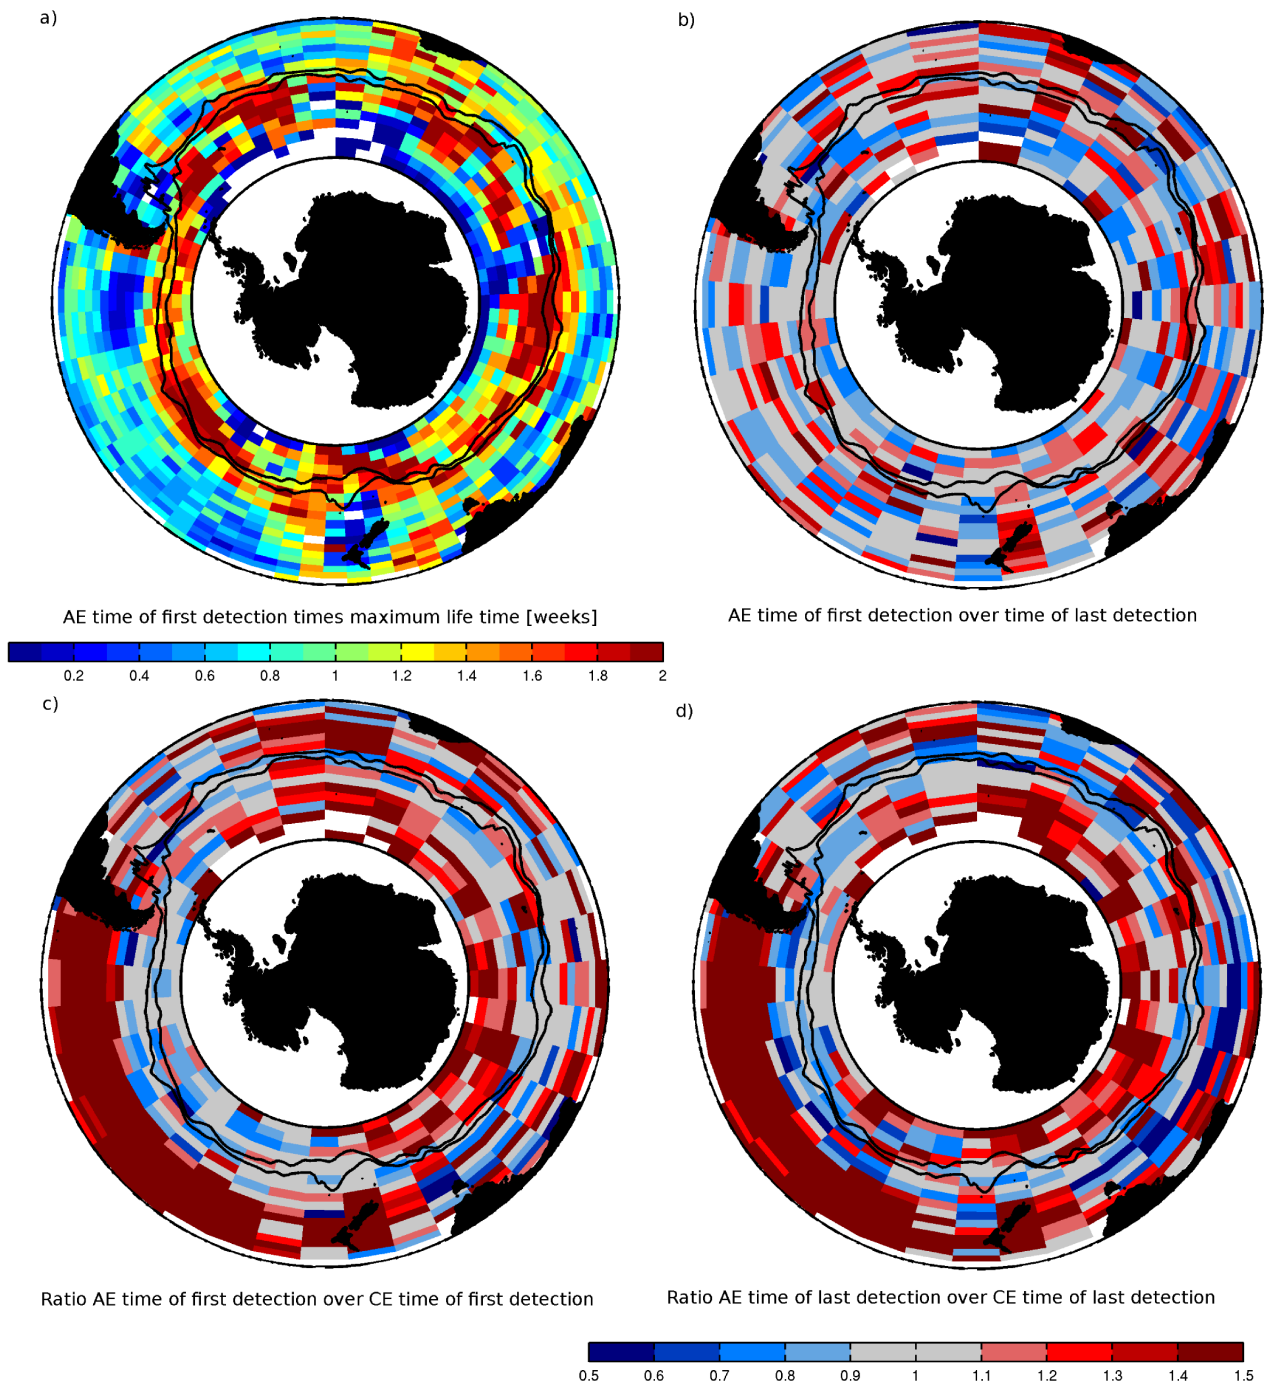 a)
b)
AE time of first detection times maximum life time [weeks]
AE time of first detection over time of last detection
0.2 0.4 0.6 0.8 1 1.2 1.4 1.6 1.8 2
c)
d)
Ratio AE time of first detection over CE time of first detection
Ratio AE time of last detection over CE time of last detection
0.5 0.6 0.7 0.8 0.9 1 1.1 1.2 1.3 1.4 1.5